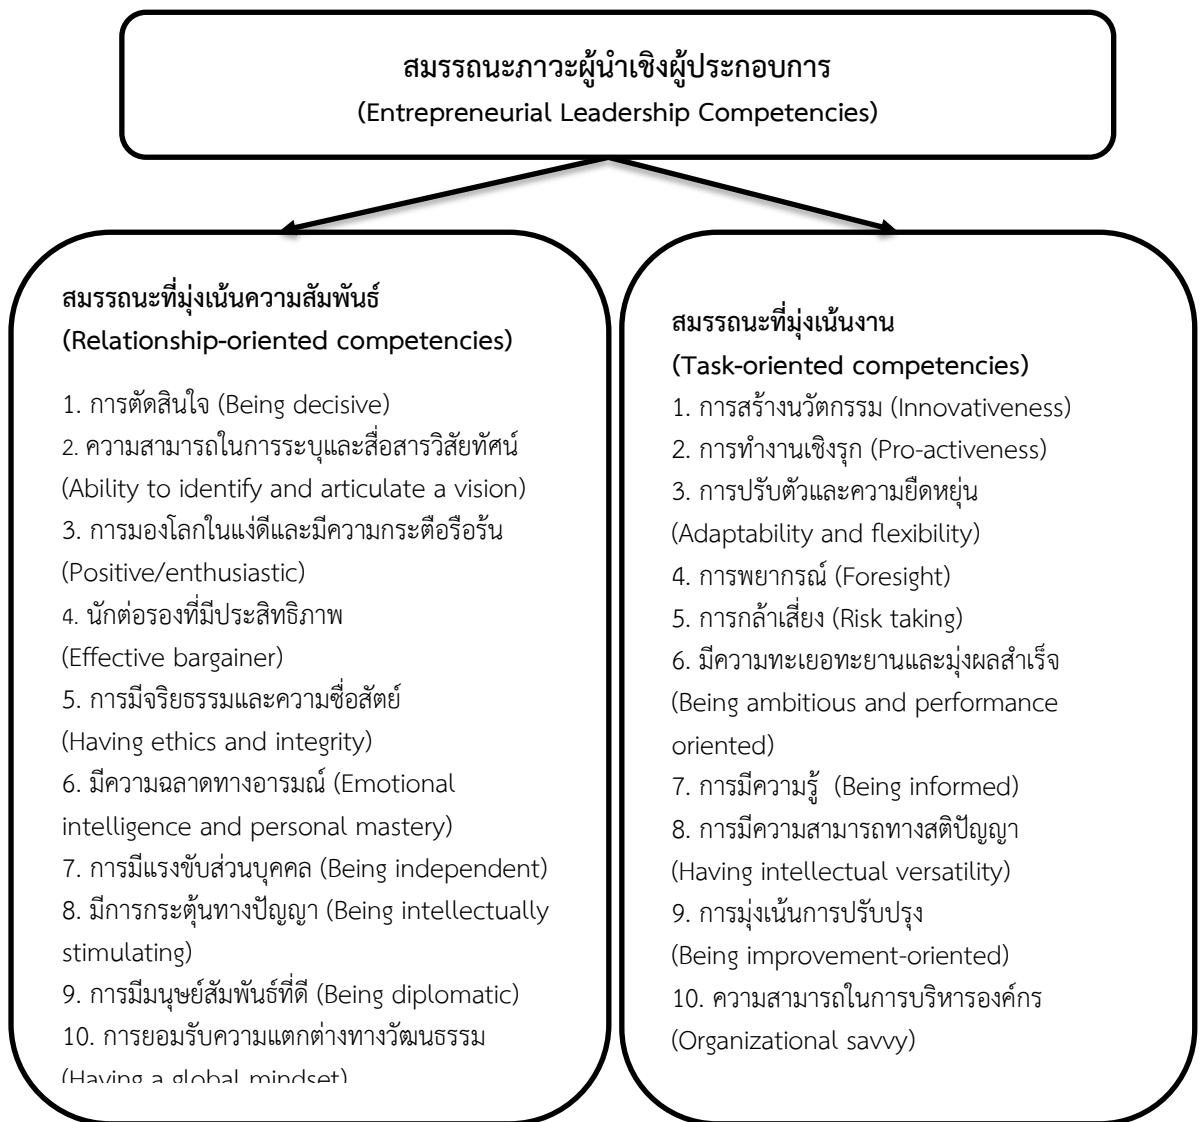 สมรรถนะภาวะผู้นำเชิงผู้ประกอบการ
(Entrepreneurial Leadership Competencies)
สมรรถนะที่มุ่งเน้นความสัมพันธ์
(Relationship-oriented competencies)
1. การตัดสินใจ (Being decisive)
2. ความสามารถในการระบุและสื่อสารวิสัยทัศน์
(Ability to identify and articulate a vision)
3. การมองโลกในแง่ดีและมีความกระตือรือร้น
(Positive/enthusiastic)
4. นักต่อรองที่มีประสิทธิภาพ
(Effective bargainer)
5. การมีจริยธรรมและความซื่อสัตย์
(Having ethics and integrity)
6. มีความฉลาดทางอารมณ์ (Emotional
intelligence and personal mastery)
7. การมีแรงขับส่วนบุคคล (Being independent)
8. มีการกระตุ้นทางปัญญา (Being intellectually
stimulating)
9. การมีมนุษย์สัมพันธ์ที่ดี (Being diplomatic)
10. การยอมรับความแตกต่างทางวัฒนธรรม
(Having a global mindset)
สมรรถนะที่มุ่งเน้นงาน
(Task-oriented competencies)
1. การสร้างนวัตกรรม (Innovativeness)
2. การทำงานเชิงรุก (Pro-activeness)
3. การปรับตัวและความยืดหยุ่น
(Adaptability and flexibility)
4. การพยากรณ์ (Foresight)
5. การกล้าเสี่ยง (Risk taking)
6. มีความทะเยอทะยานและมุ่งผลสำเร็จ
(Being ambitious and performance
oriented)
7. การมีความรู้ (Being informed)
8. การมีความสามารถทางสติปัญญา
(Having intellectual versatility)
9. การมุ่งเน้นการปรับปรุง
(Being improvement-oriented)
10. ความสามารถในการบริหารองค์กร
(Organizational savvy)